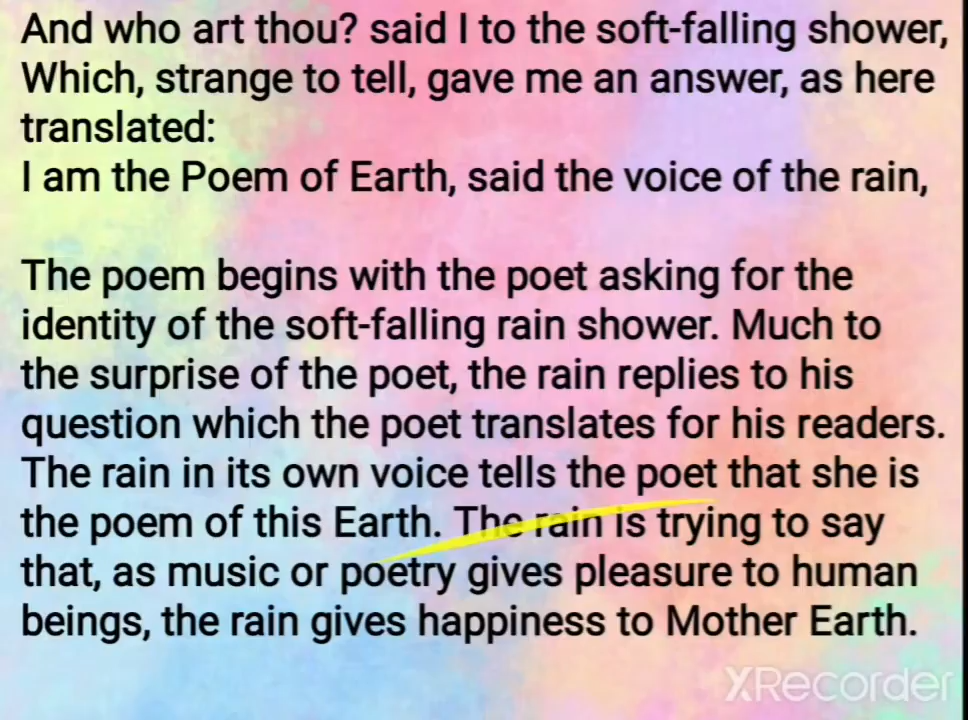 And who art thou? said I to the soft-falling shower,
Which, strange to tell, gave me an answer, as here
translated:
I am the Poem of Earth, said the voice of the rain,
The poem begins with the poet asking for the
identity of the soft-falling rain shower. Much to
the surprise of the poet, the rain replies to his
question which the poet translates for his readers.
The rain in its own voice tells the poet that she is
the poem of this Earth. The rain is trying to say
that, as music or poetry gives pleasure to human
beings, the rain gives happiness to Mother Earth.
XRecorder